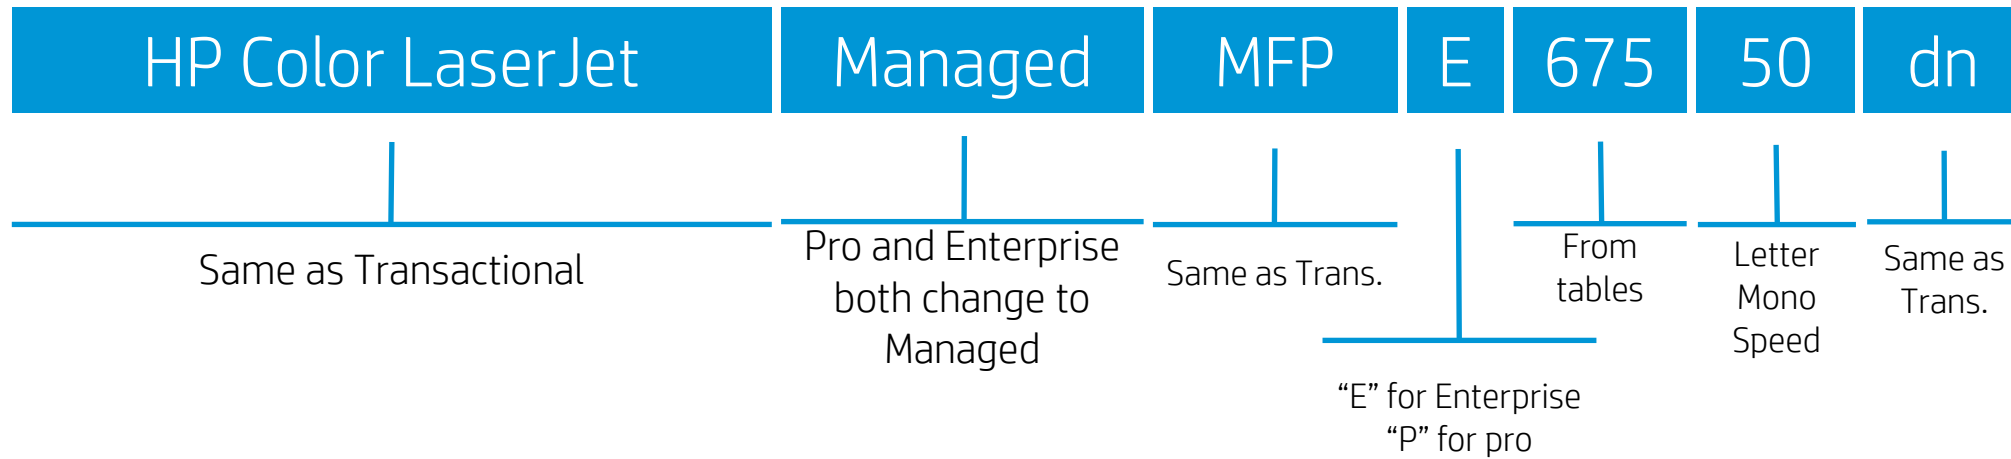 HP Color LaserJet Managed MFP E 675 50 dn
Same as Transactional
Pro and Enterprise
both change to
Managed
Same as Trans.
“E” for Enterprise
“P” for pro
From
tables
Letter
Mono
Speed
Same as
Trans.